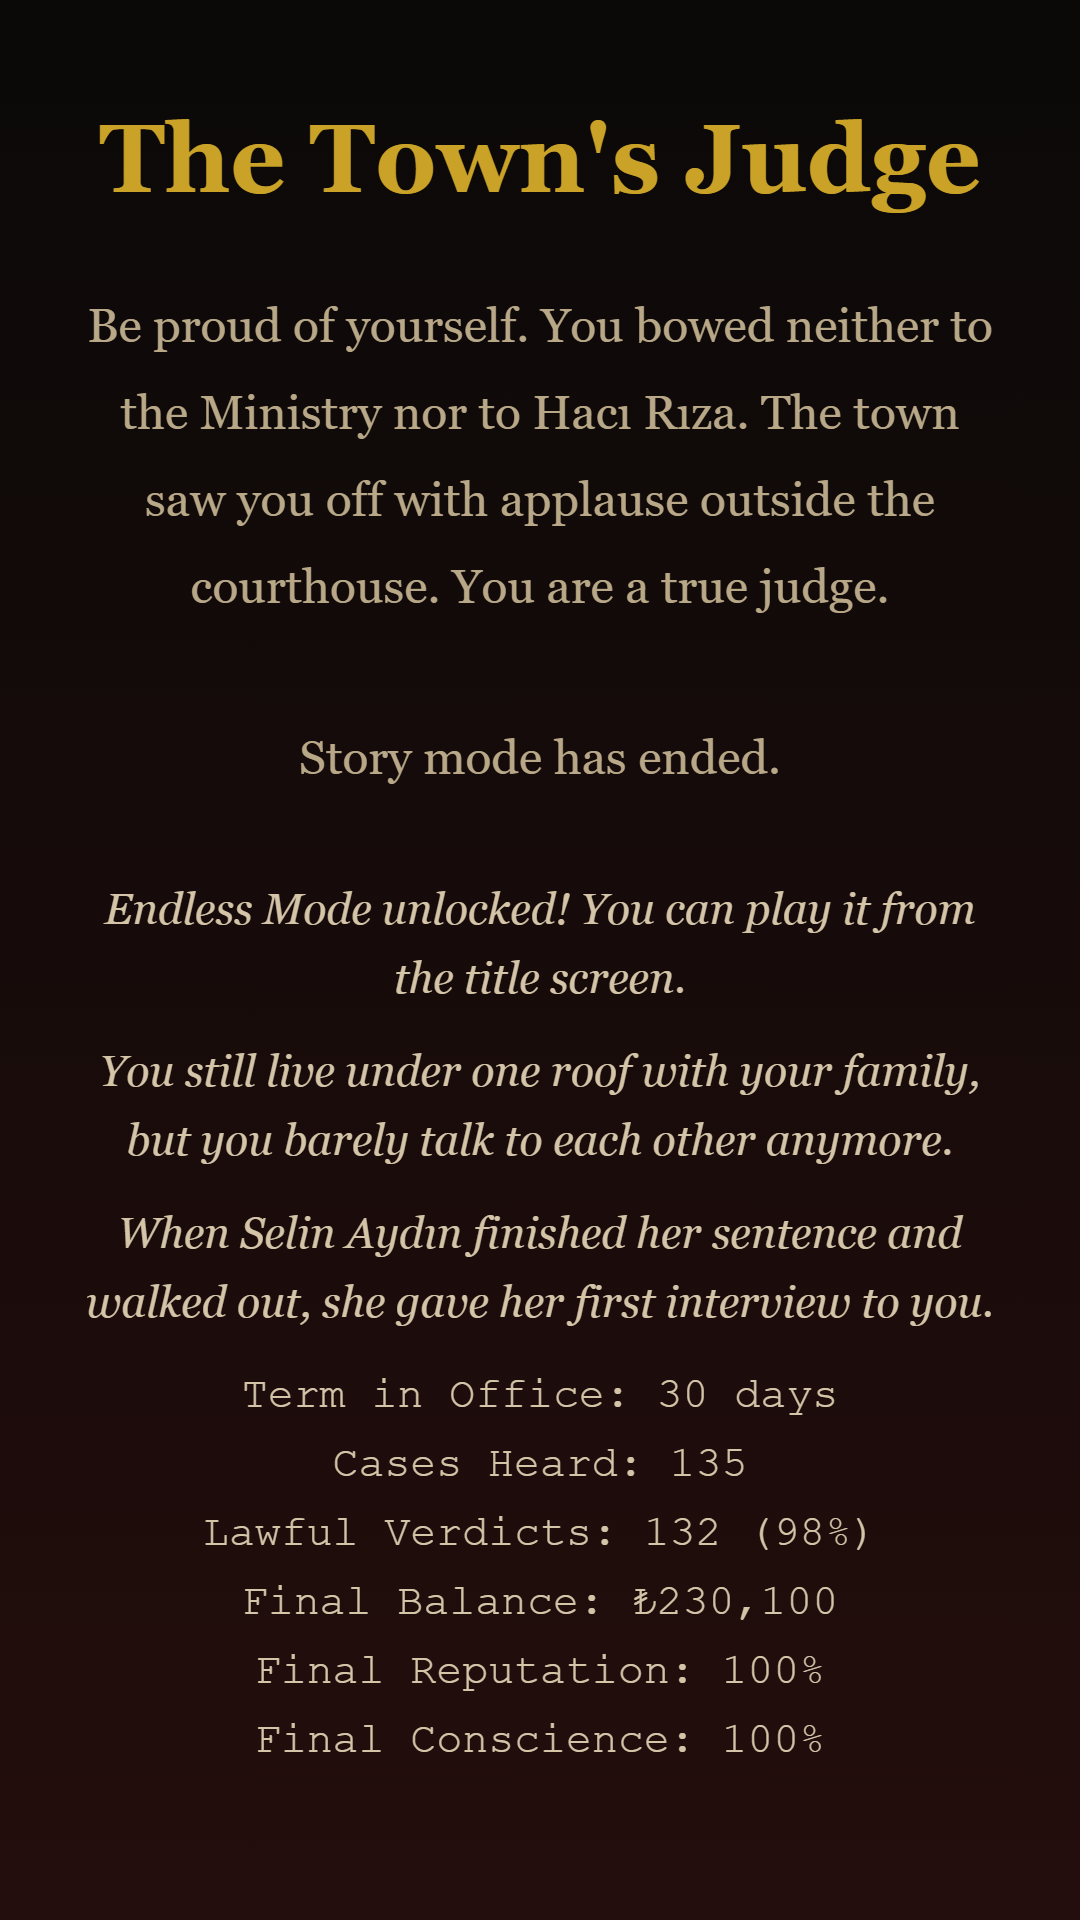 The Town's Judge
Be proud of yourself. You bowed neither to
the Ministry nor to Hacı Rıza. The town
saw you off with applause outside the
courthouse. You are a true judge.
Story mode has ended.
Endless Mode unlocked! You can play it from
the title screen.
You still live under one roof with your family,
but you barely talk to each other anymore.
When Selin Aydın finished her sentence and
walked out, she gave her first interview to you.
Term in Office: 30 days
Cases Heard: 135
Lawful Verdicts: 132 (98%)
Final Balance: ₺230,100
Final Reputation: 100%
Final Conscience: 100%